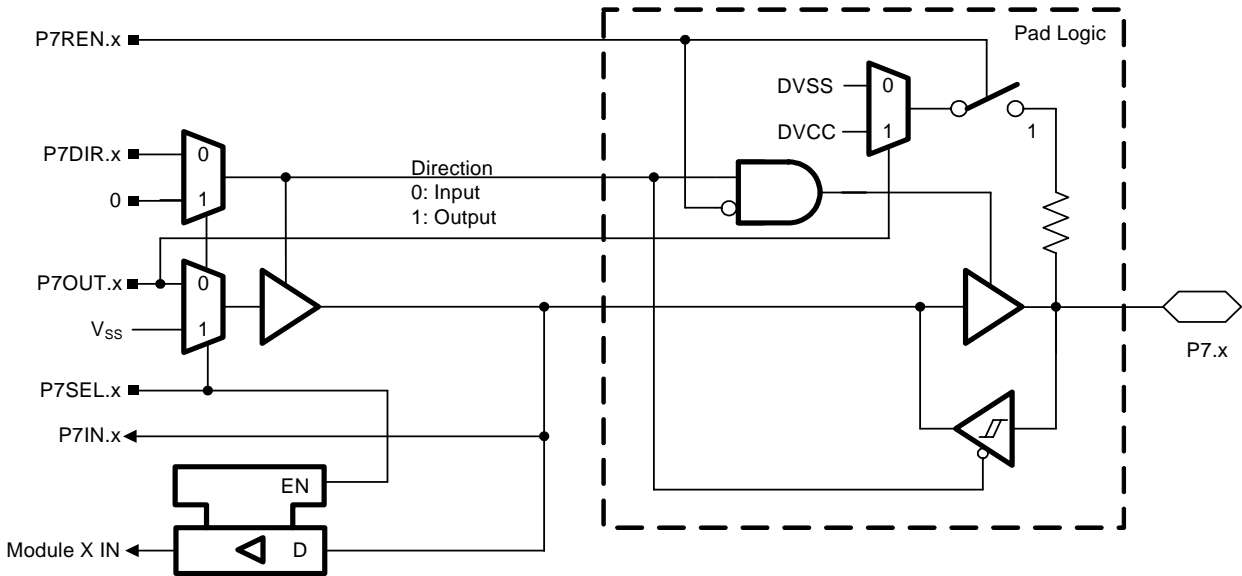 P7REN.x
Pad Logic
DVSS
0
DVCC
1
1
P7DIR.x
0
0
1
Direction
0: Input
1: Output
P7OUT.x
0
VSS
1
P7.x
P7SEL.x
P7IN.x
EN
Module X IN
D